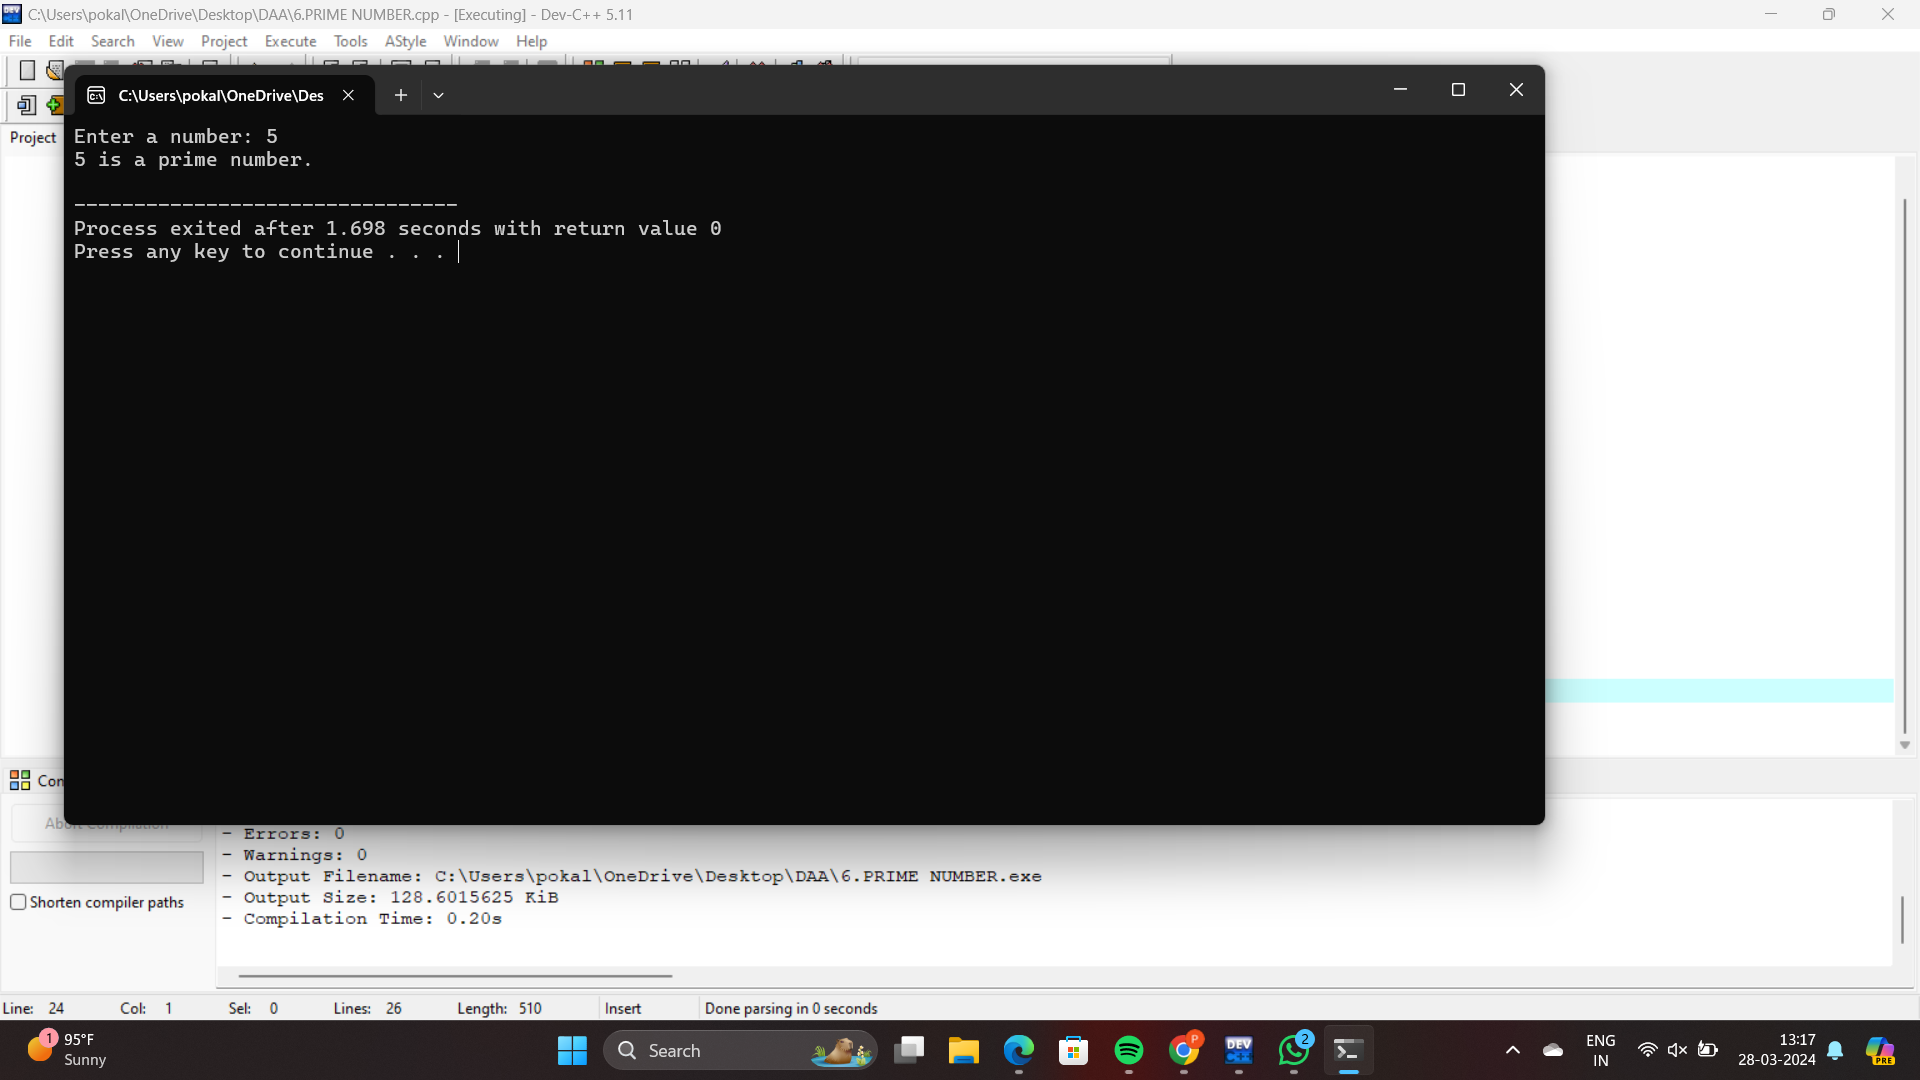 C:\Users\pokal\OneDrive\Desktop\DAA\6.PRIME NUMBER.cpp - [Executing] - Dev-C++ 5.11
File Edit Search View Project Execute Tools AStyle Window Help
C:\Users\pokal\OneDrive\Des
Project
Enter a number: 5
5 is a prime number.
--------------------------------
Process exited after 1.698 seconds with return value 0
Press any key to continue . . .
Abort Compilation
Shorten compiler paths
- Errors: 0
- Warnings: 0
- Output Filename: C:\Users\pokal\OneDrive\Desktop\DAA\6.PRIME NUMBER.exe
- Output Size: 128.6015625 KiB
- Compilation Time: 0.20s
Line: 24 Col: 1 Sel: 0 Lines: 26 Length: 510 Insert Done parsing in 0 seconds
1
95°F
Sunny
Search
P
DEV
2
ENG
IN
13:17
28-03-2024
PRE